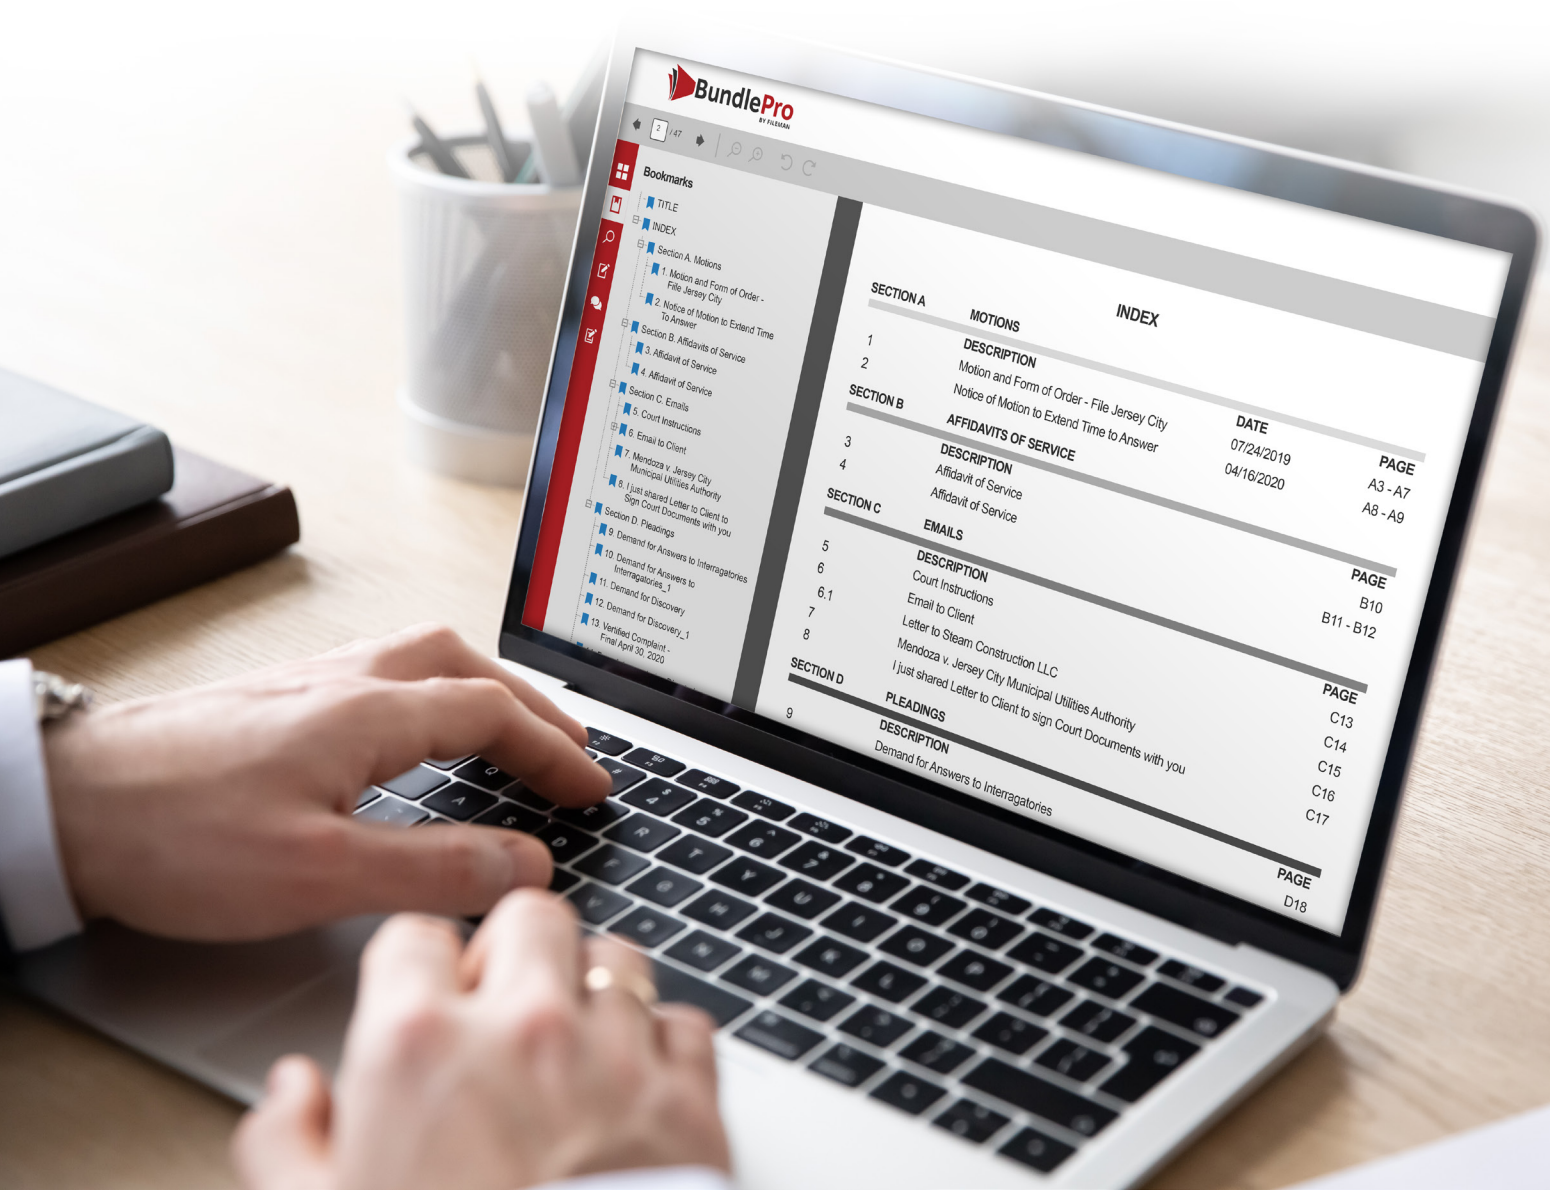 BundlePro
BY FILEMAN
2 / 47
Bookmarks
TITLE
INDEX
Section A. Motions
1. Motion and Form of Order -
File Jersey City
2. Notice of Motion to Extend Time
To Answer
Section B. Affidavits of Service
3. Affidavit of Service
4. Affidavit of Service
Section C. Emails
5. Court Instructions
6. Email to Client
7. Mendoza v. Jersey City
Municipal Utilities Authority
8. I just shared Letter to Client to
Sign Court Documents with you
Section D. Pleadings
9. Demand for Answers to Interragatories
10. Demand for Answers to
Interragatories_1
11. Demand for Discovery
12. Demand for Discovery_1
13. Verified Complaint -
Final April 30, 2020
INDEX
SECTION A MOTIONS
DESCRIPTION DATE PAGE
1 Motion and Form of Order - File Jersey City 07/24/2019 A3 - A7
2 Notice of Motion to Extend Time to Answer 04/16/2020 A8 - A9
SECTION B AFFIDAVITS OF SERVICE
DESCRIPTION PAGE
3 Affidavit of Service B10
4 Affidavit of Service B11 - B12
SECTION C EMAILS
DESCRIPTION PAGE
5 Court Instructions C13
6 Email to Client C14
6.1 Letter to Steam Construction LLC C15
7 Mendoza v. Jersey City Municipal Utilities Authority C16
8 I just shared Letter to Client to sign Court Documents with you C17
SECTION D PLEADINGS
DESCRIPTION PAGE
9 Demand for Answers to Interragatories D18
Q
E
R
T
Y
U
I
A
S
D
F